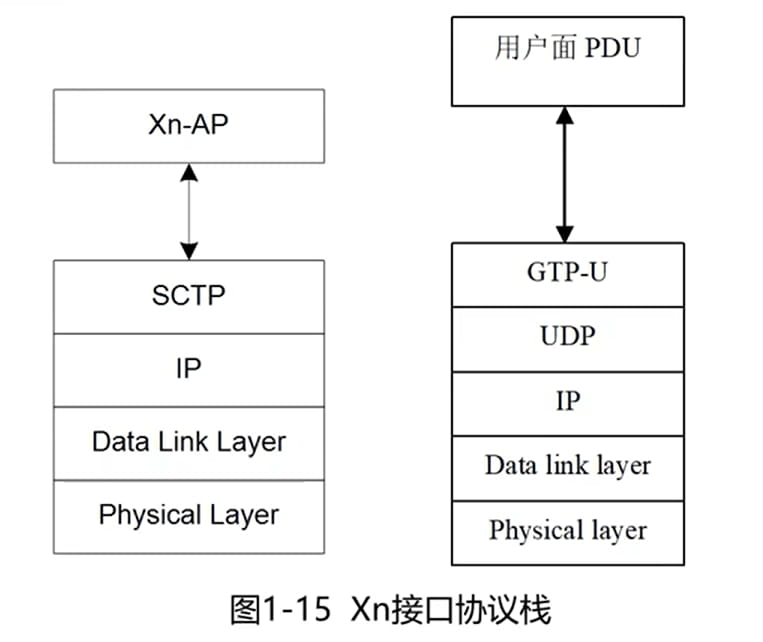 Xn-AP
SCTP
IP
Data Link Layer
Physical Layer
用户面 PDU
GTP-U
UDP
IP
Data link layer
Physical layer
图1-15 Xn接口协议栈